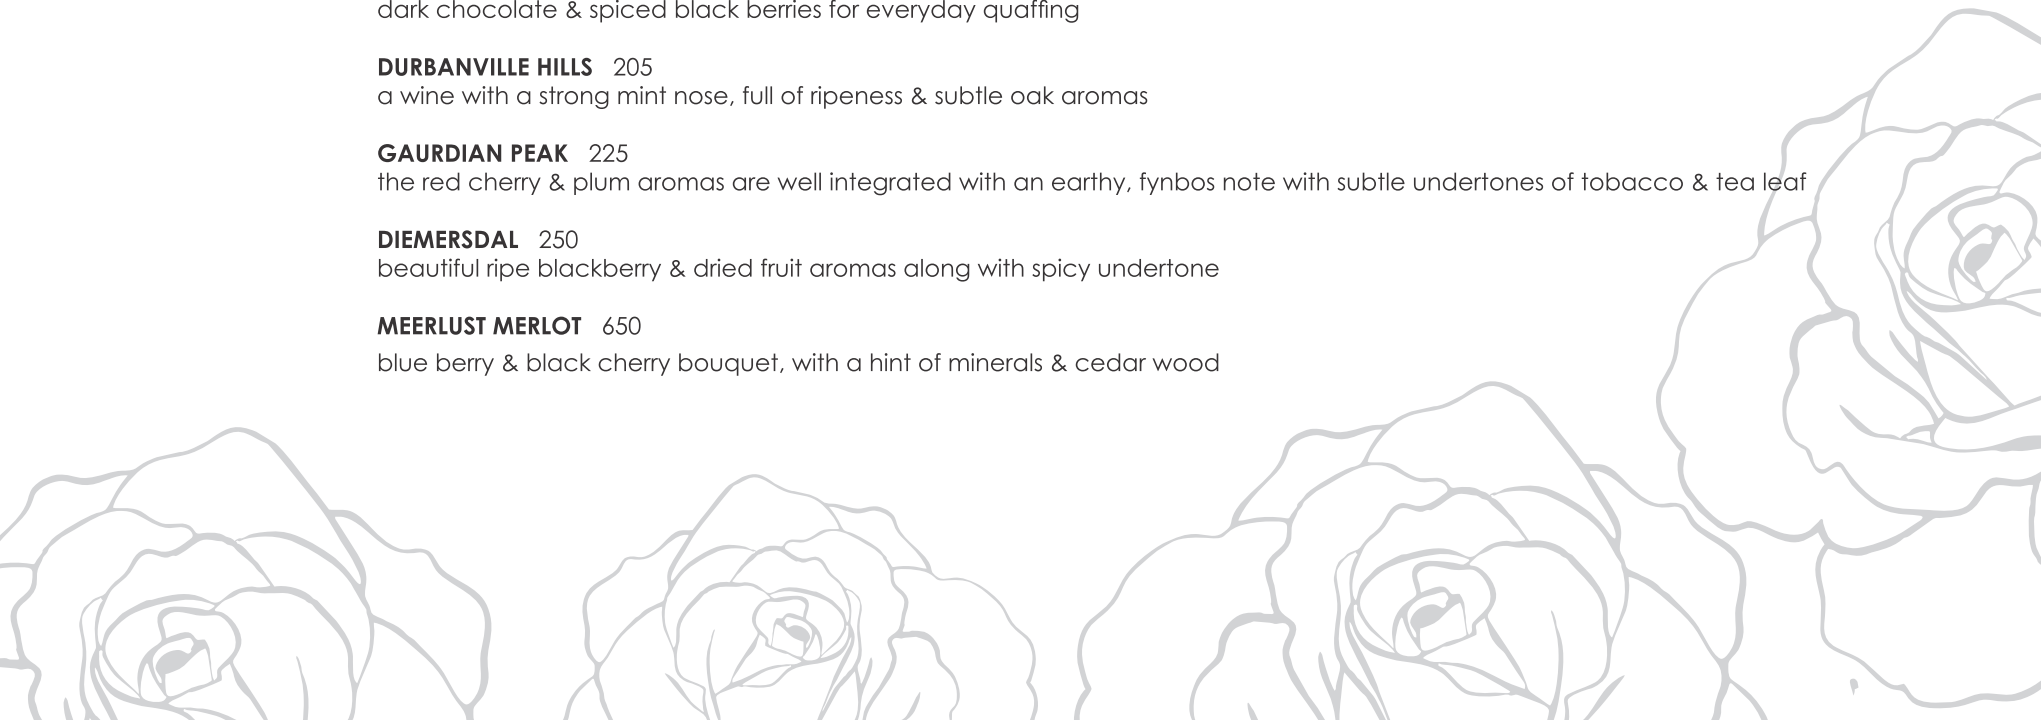 dark chocolate & spiced black berries for everyday quaffing
DURBANVILLE HILLS 205
a wine with a strong mint nose, full of ripeness & subtle oak aromas
GAURDIAN PEAK 225
the red cherry & plum aromas are well integrated with an earthy, fynbos note with subtle undertones of tobacco & tea leaf
DIEMERSDAL 250
beautiful ripe blackberry & dried fruit aromas along with spicy undertone
MEERLUST MERLOT 650
blue berry & black cherry bouquet, with a hint of minerals & cedar wood